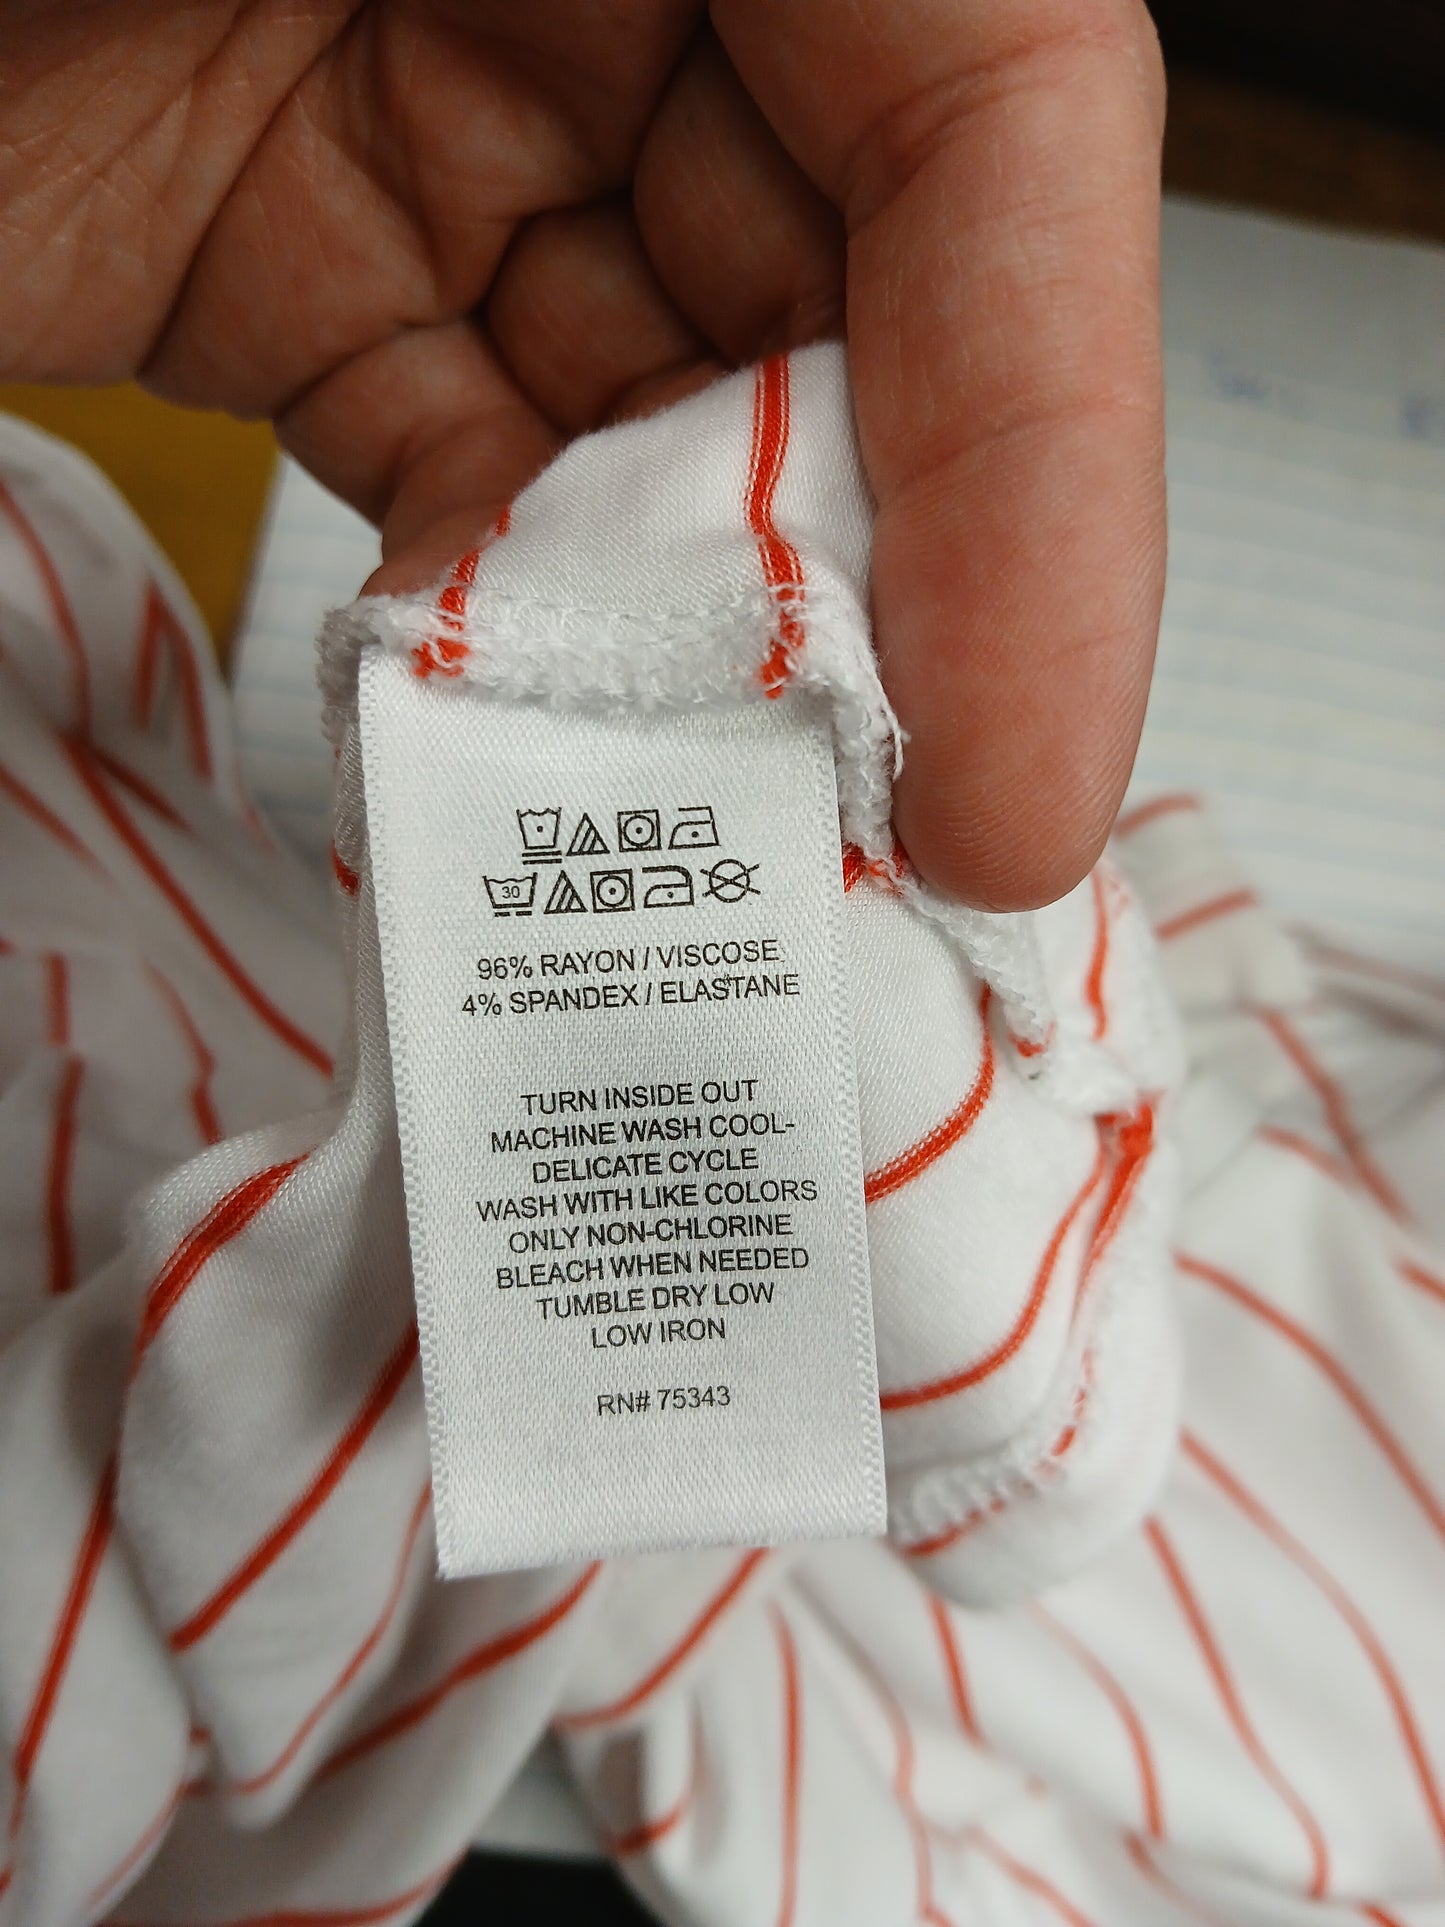 30
96% RAYON / VISCOSE
4% SPANDEX / ELASTANE
TURN INSIDE OUT
MACHINE WASH COOL-
DELICATE CYCLE
WASH WITH LIKE COLORS
ONLY NON-CHLORINE
BLEACH WHEN NEEDED
TUMBLE DRY LOW
LOW IRON
RN# 75343